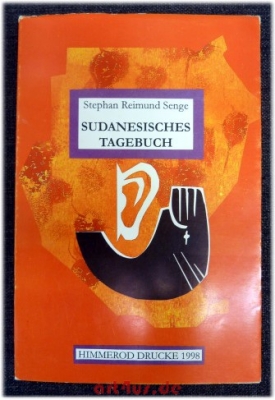 Stephan Reimund Senge
SUDANESISCHES
TAGEBUCH
HIMMEROD DRUCKE 1998